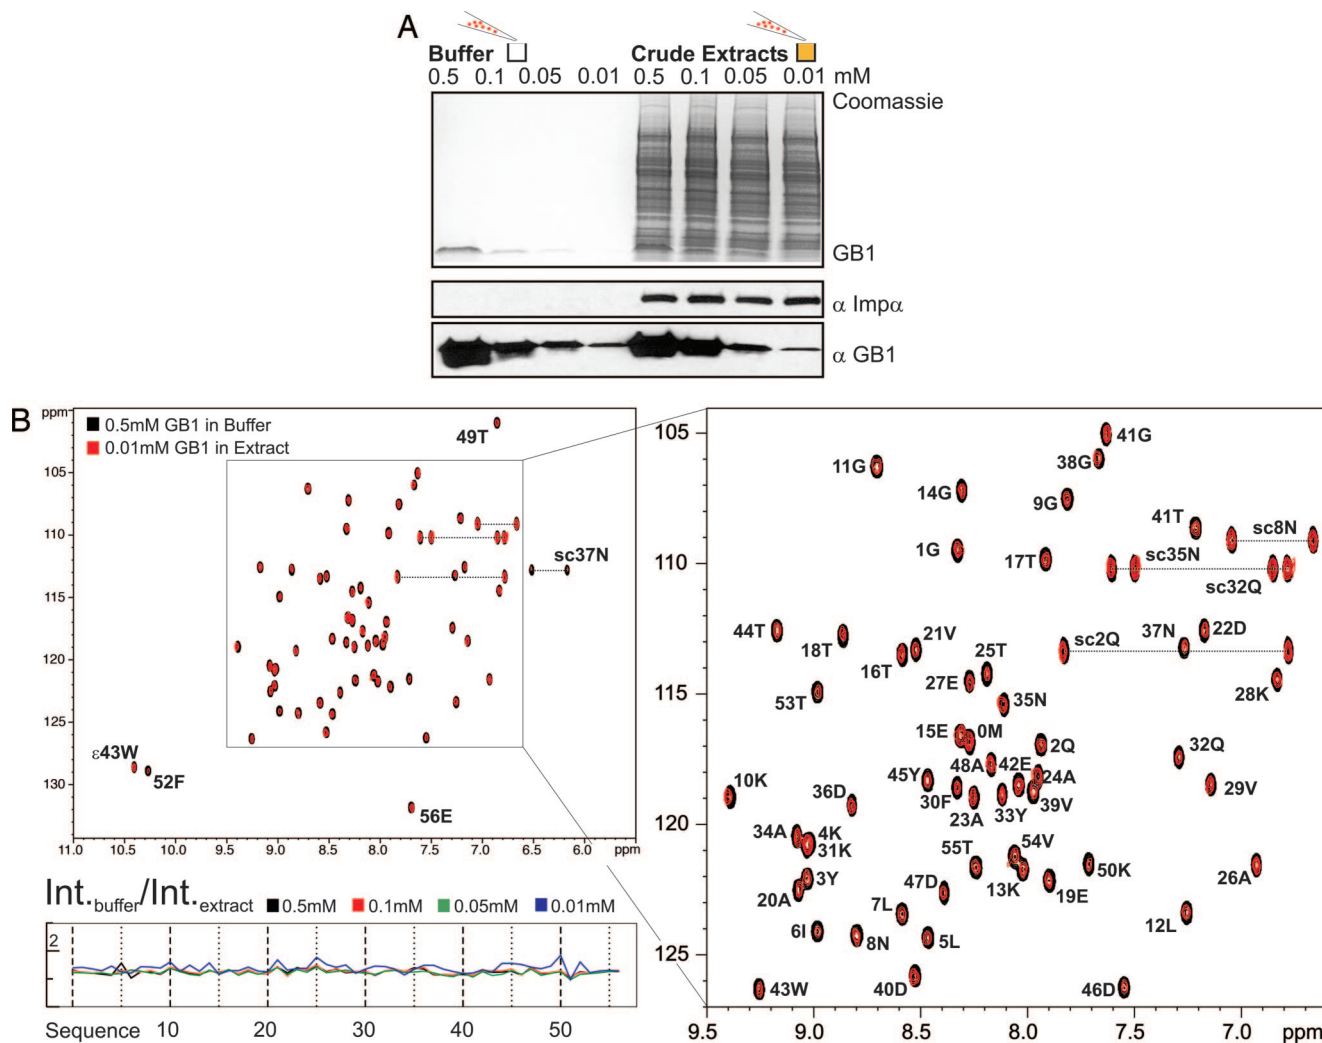 A
Buffer
Crude Extracts
0.5 0.1 0.05 0.01 0.5 0.1 0.05 0.01 mM
Coomassie
GB1
α Impα
α GB1
B
ppm
0.5mM GB1 in Buffer
0.01mM GB1 in Extract
49T
sc37N
ε43W
52F
56E
105
110
115
120
125
130
11.0 10.5 10.0 9.5 9.0 8.5 8.0 7.5 7.0 6.5 6.0 ppm
Int.buffer/Int.extract
0.5mM 0.1mM 0.05mM 0.01mM
2
Sequence 10 20 30 40 50
105
110
115
120
125
41G
38G
11G
14G
9G
41T
sc8N
1G
17T
sc35N
sc32Q
44T
18T
21V
16T
37N
22D
sc2Q
25T
27E
28K
53T
35N
15E
0M
2Q
32Q
48A
42E
24A
45Y
10K
36D
30F
23A
33Y
39V
29V
34A
4K
31K
54V
55T
3Y
20A
47D
13K
19E
50K
26A
7L
12L
6I
8N
5L
43W
40D
46D
9.5 9.0 8.5 8.0 7.5 7.0 ppm